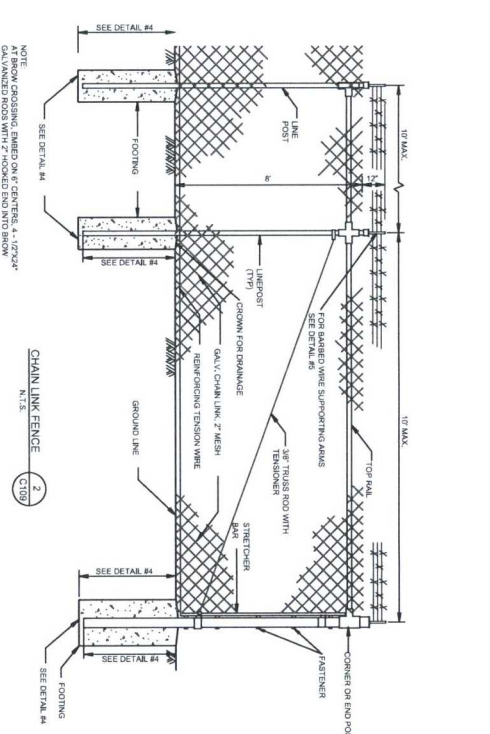 10' MAX.
10' MAX.
12"
8'
LINE
POST
LINEPOST
(TYP)
FOR BARBED WIRE SUPPORTING ARMS
SEE DETAIL #5
TOP RAIL
3/8" TRUSS ROD WITH
TENSIONER
STRETCHER
BAR
CORNER OR END PO
FASTENER
CROWN FOR DRAINAGE
GALV. CHAIN LINK, 2" MESH
REINFORCING TENSION WIRE
GROUND LINE
SEE DETAIL #4
FOOTING
SEE DETAIL #4
SEE DETAIL #4
SEE DETAIL #4
SEE DETAIL #4
FOOTING
SEE DETAIL #4
NOTE:
AT BROW CROSSING, EMBED ON 6" CENTERS, 4 - 1/2"X24"
GALVANIZED RODS WITH 2" HOOKED END INTO BROW
CHAIN LINK FENCE
N.T.S.
2
C109